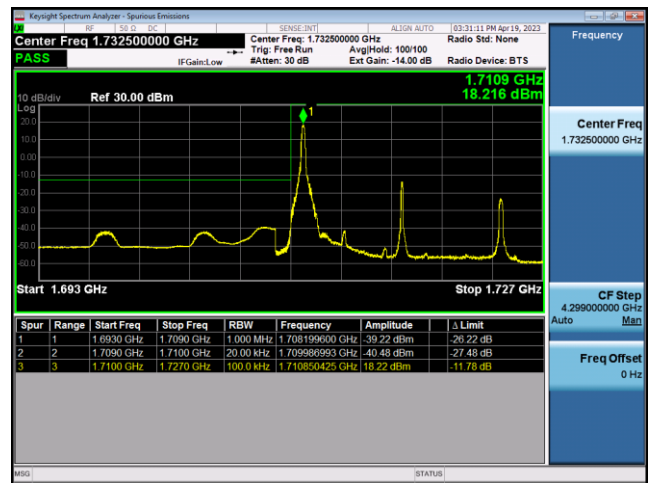 Keysight Spectrum Analyzer - Spurious Emissions
RF 50 Ω DC SENSE:INT ALIGN AUTO 03:31:11 PM Apr 19, 2023
Center Freq 1.732500000 GHz
PASS
IFGain:Low
Center Freq: 1.732500000 GHz
Trig: Free Run Avg|Hold: 100/100
#Atten: 30 dB Ext Gain: -14.00 dB
Radio Std: None
Radio Device: BTS
1.7109 GHz
18.216 dBm
10 dB/div Ref 30.00 dBm
Log
1
20.0
10.0
0.00
-10.0
-20.0
-30.0
-40.0
-50.0
-60.0
Start 1.693 GHz Stop 1.727 GHz
Spur Range Start Freq Stop Freq RBW Frequency Amplitude Δ Limit
1 1 1.6930 GHz 1.7090 GHz 1.000 MHz 1.708199600 GHz -39.22 dBm -26.22 dB
2 2 1.7090 GHz 1.7100 GHz 20.00 kHz 1.709986993 GHz -40.48 dBm -27.48 dB
3 3 1.7100 GHz 1.7270 GHz 100.0 kHz 1.710850425 GHz 18.22 dBm -11.78 dB
MSG STATUS
Frequency
Center Freq
1.732500000 GHz
CF Step
4.299000000 GHz
Auto Man
Freq Offset
0 Hz